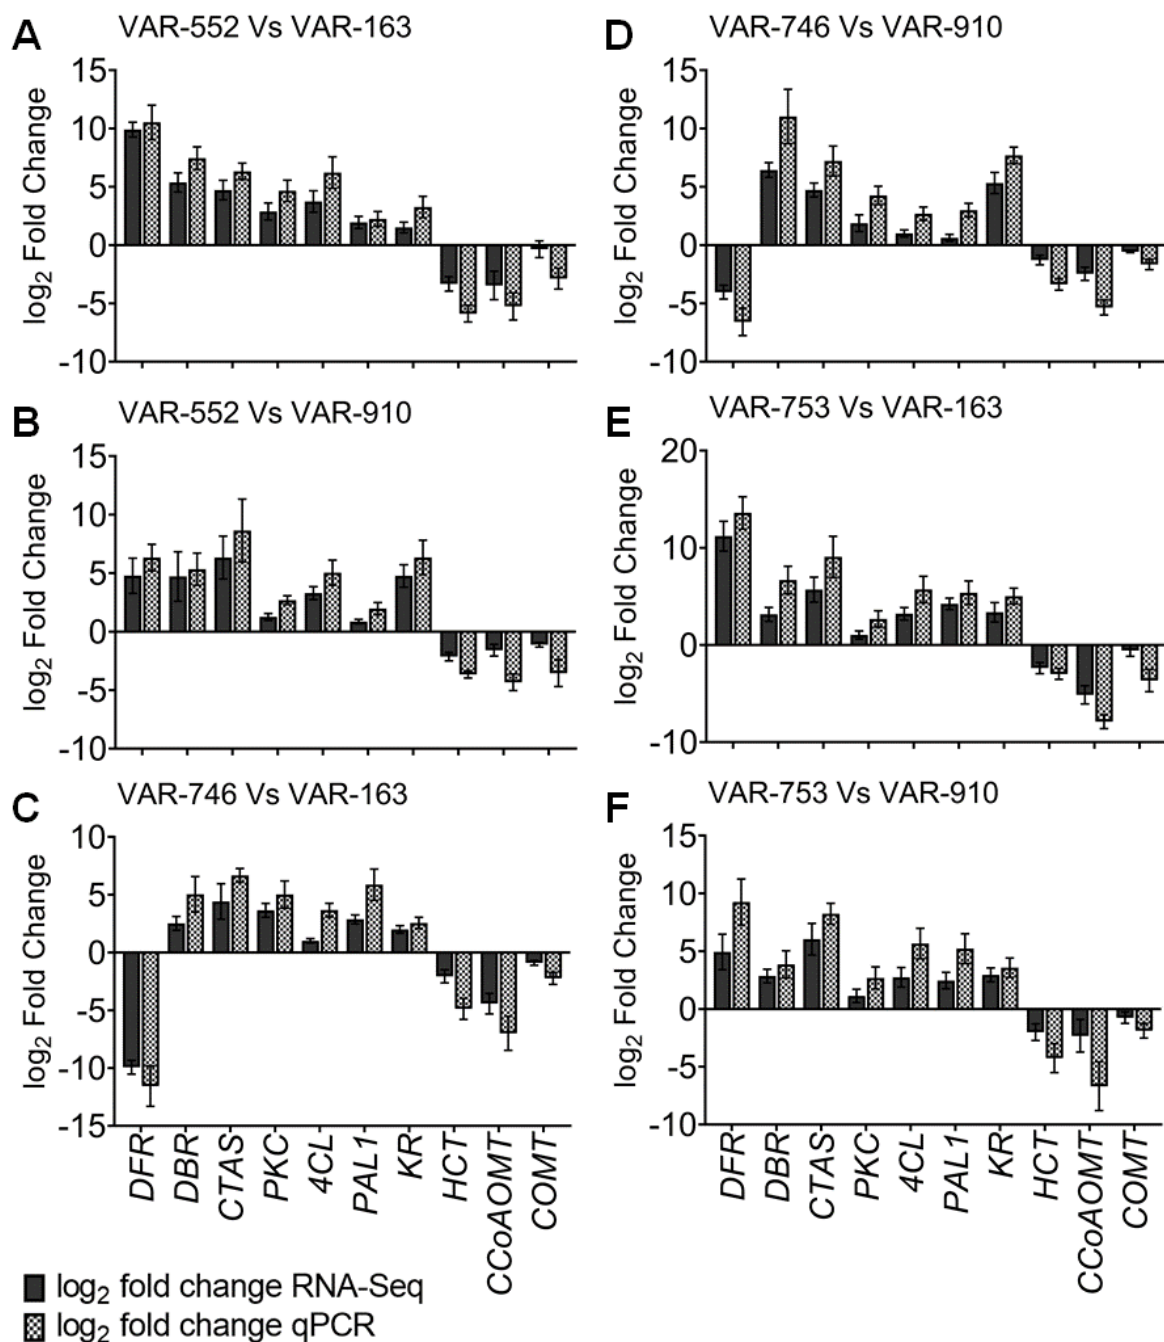 A VAR-552 Vs VAR-163
15
10
5
0
-5
-10
log2 Fold Change
B VAR-552 Vs VAR-910
15
10
5
0
-5
-10
log2 Fold Change
C VAR-746 Vs VAR-163
10
5
0
-5
-10
-15
log2 Fold Change
DFR
DBR
CTAS
PKC
4CL
PAL1
KR
HCT
CCoAOMT
COMT
D VAR-746 Vs VAR-910
15
10
5
0
-5
-10
log2 Fold Change
E VAR-753 Vs VAR-163
20
10
0
-10
log2 Fold Change
F VAR-753 Vs VAR-910
15
10
5
0
-5
-10
log2 Fold Change
DFR
DBR
CTAS
PKC
4CL
PAL1
KR
HCT
CCoAOMT
COMT
log2 fold change RNA-Seq
log2 fold change qPCR